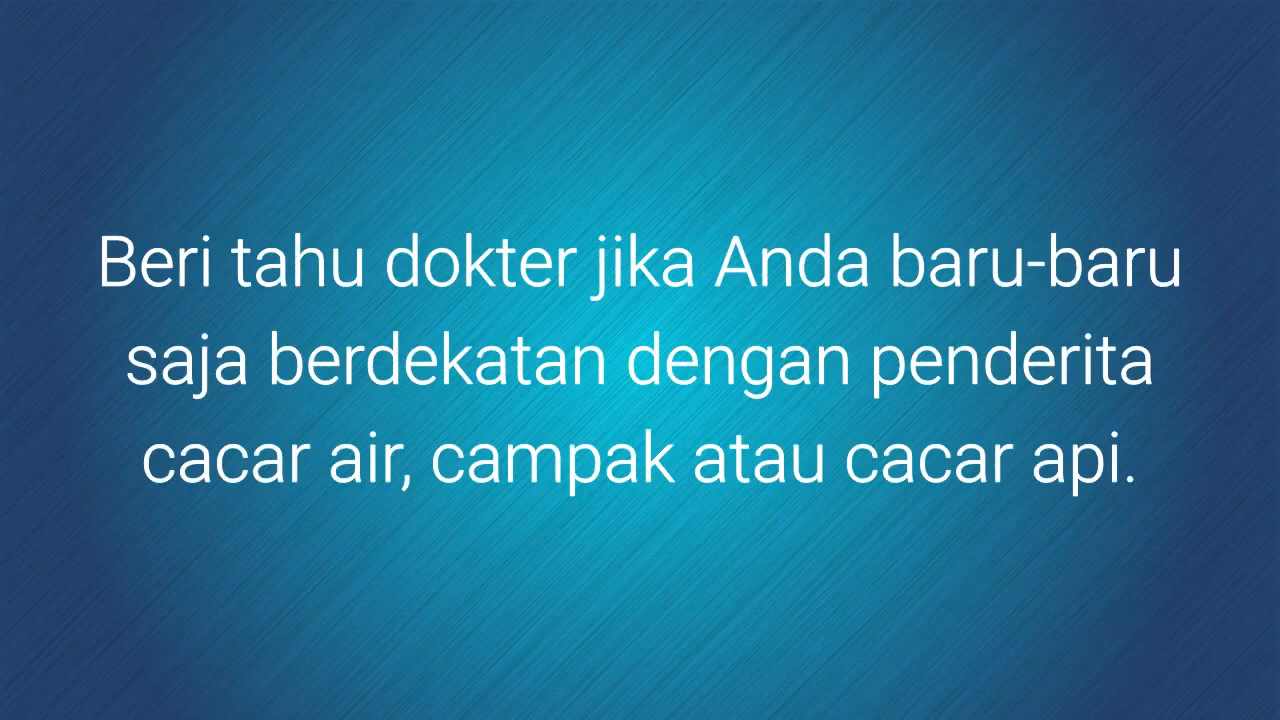 Beri tahu dokter jika Anda baru-baru
saja berdekatan dengan penderita
cacar air, campak atau cacar api.